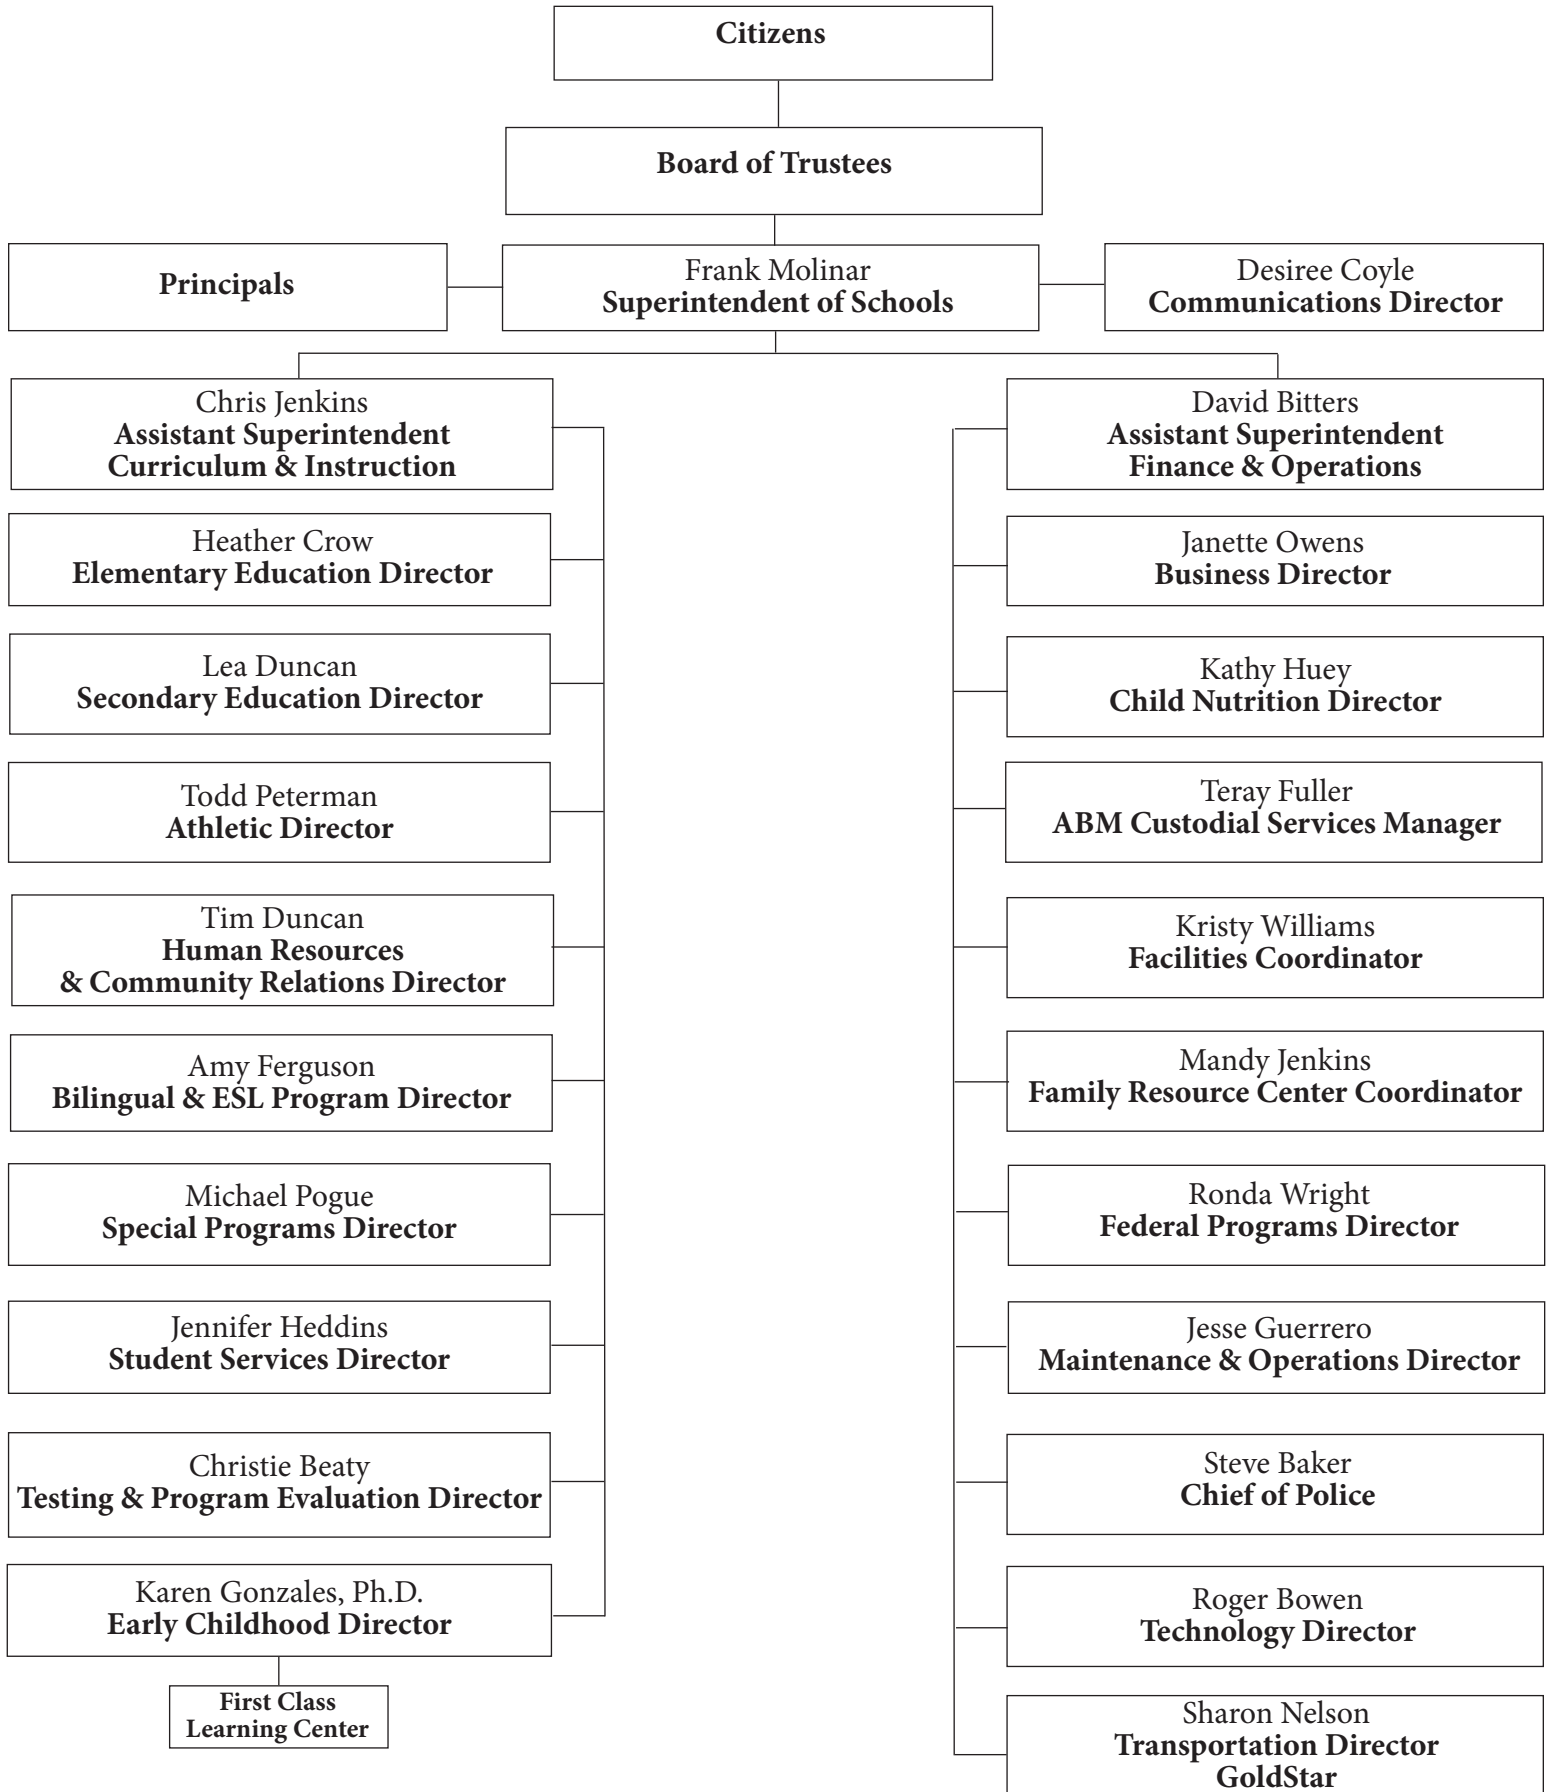 Citizens
Board of Trustees
Principals
Frank Molinar
Superintendent of Schools
Desiree Coyle
Communications Director
Chris Jenkins
Assistant Superintendent
Curriculum & Instruction
Heather Crow
Elementary Education Director
Lea Duncan
Secondary Education Director
Todd Peterman
Athletic Director
Tim Duncan
Human Resources
& Community Relations Director
Amy Ferguson
Bilingual & ESL Program Director
Michael Pogue
Special Programs Director
Jennifer Heddins
Student Services Director
Christie Beaty
Testing & Program Evaluation Director
Karen Gonzales, Ph.D.
Early Childhood Director
First Class
Learning Center
David Bitters
Assistant Superintendent
Finance & Operations
Janette Owens
Business Director
Kathy Huey
Child Nutrition Director
Teray Fuller
ABM Custodial Services Manager
Kristy Williams
Facilities Coordinator
Mandy Jenkins
Family Resource Center Coordinator
Ronda Wright
Federal Programs Director
Jesse Guerrero
Maintenance & Operations Director
Steve Baker
Chief of Police
Roger Bowen
Technology Director
Sharon Nelson
Transportation Director
GoldStar